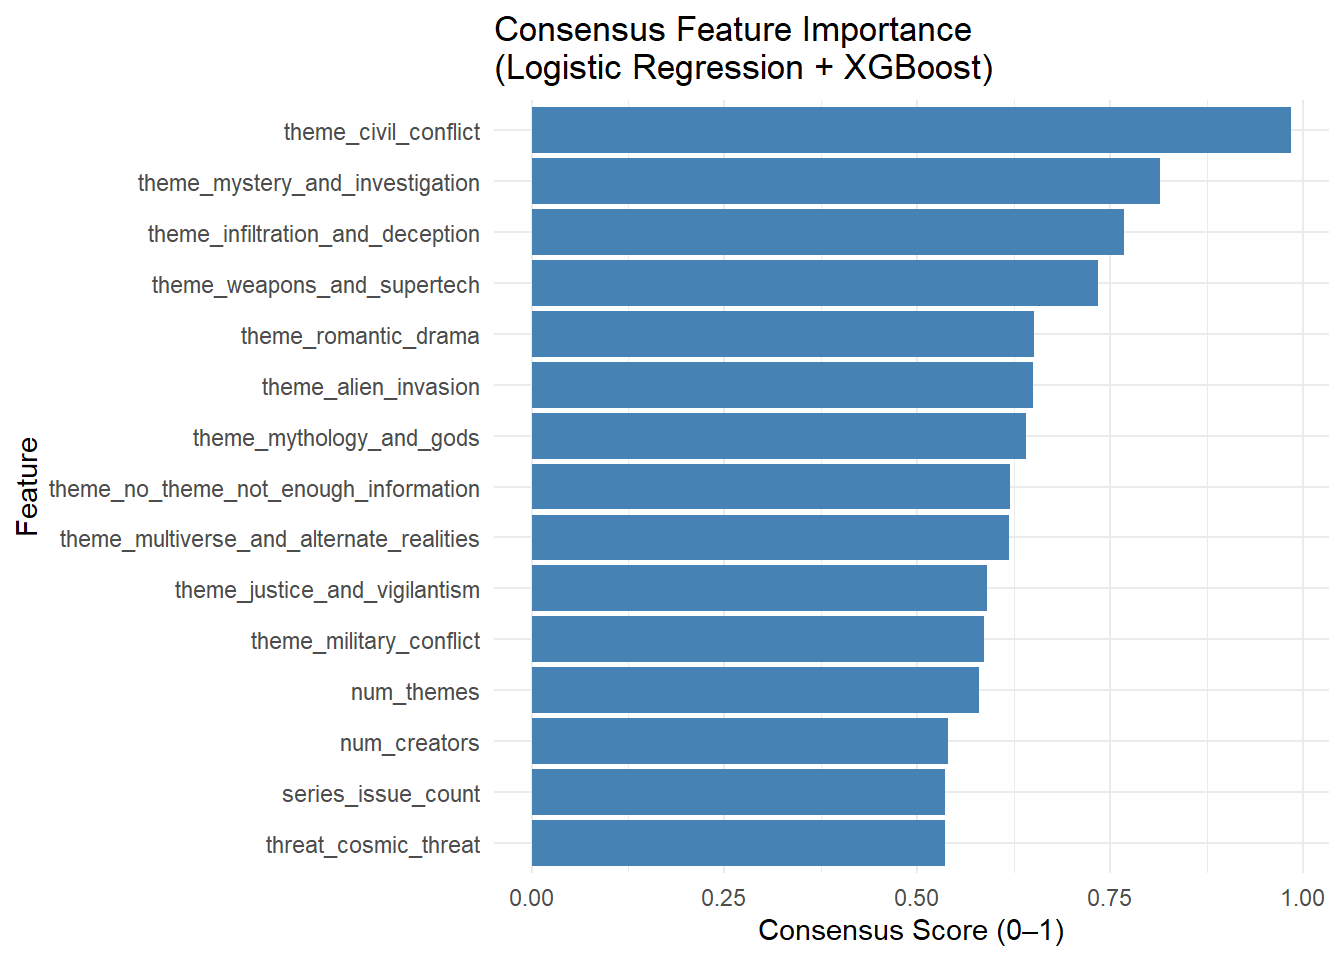 Consensus Feature Importance
(Logistic Regression + XGBoost)
Feature
theme_civil_conflict
theme_mystery_and_investigation
theme_infiltration_and_deception
theme_weapons_and_supertech
theme_romantic_drama
theme_alien_invasion
theme_mythology_and_gods
theme_no_theme_not_enough_information
theme_multiverse_and_alternate_realities
theme_justice_and_vigilantism
theme_military_conflict
num_themes
num_creators
series_issue_count
threat_cosmic_threat
0.00 0.25 0.50 0.75 1.00
Consensus Score (0–1)